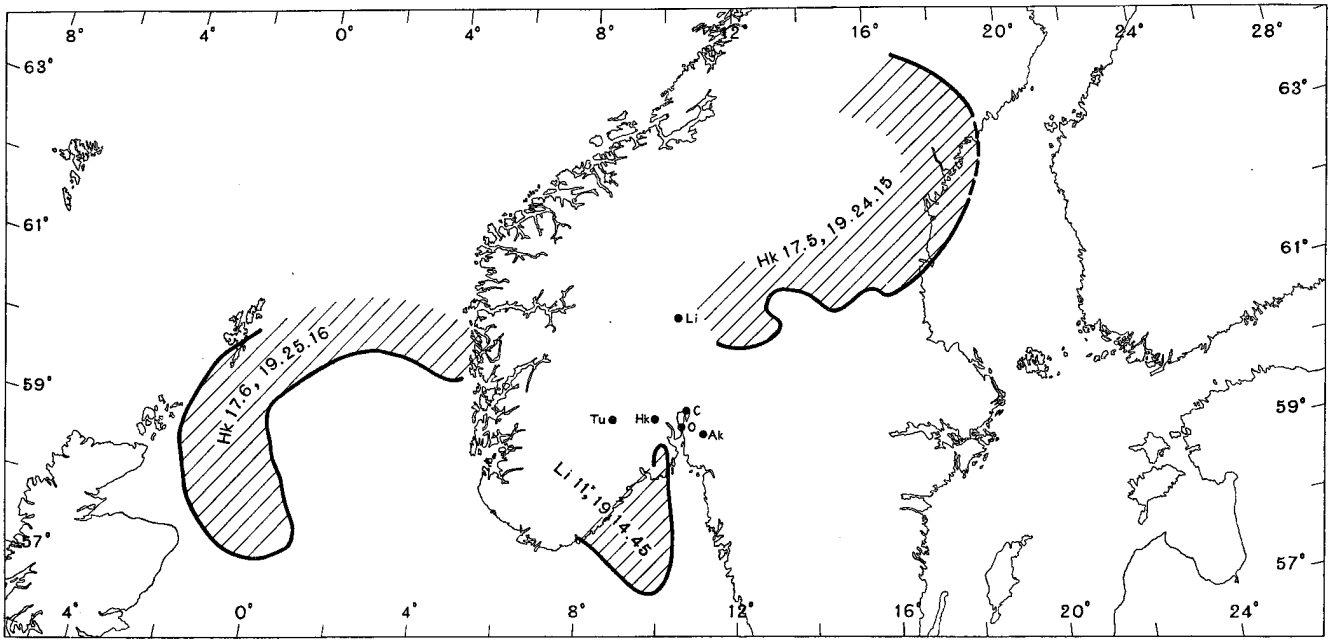 8° 4° 0° 4° 8° 12° 16° 20° 24° 28°
63° 63°
61° 61°
Hk 17.5, 19.24.15
Li
Hk 17.6, 19.25.16
59° 59°
Tu Hk C
O Ak
Li 11°, 19.14.45
57° 57°
4° 0° 4° 8° 12° 16° 20° 24°